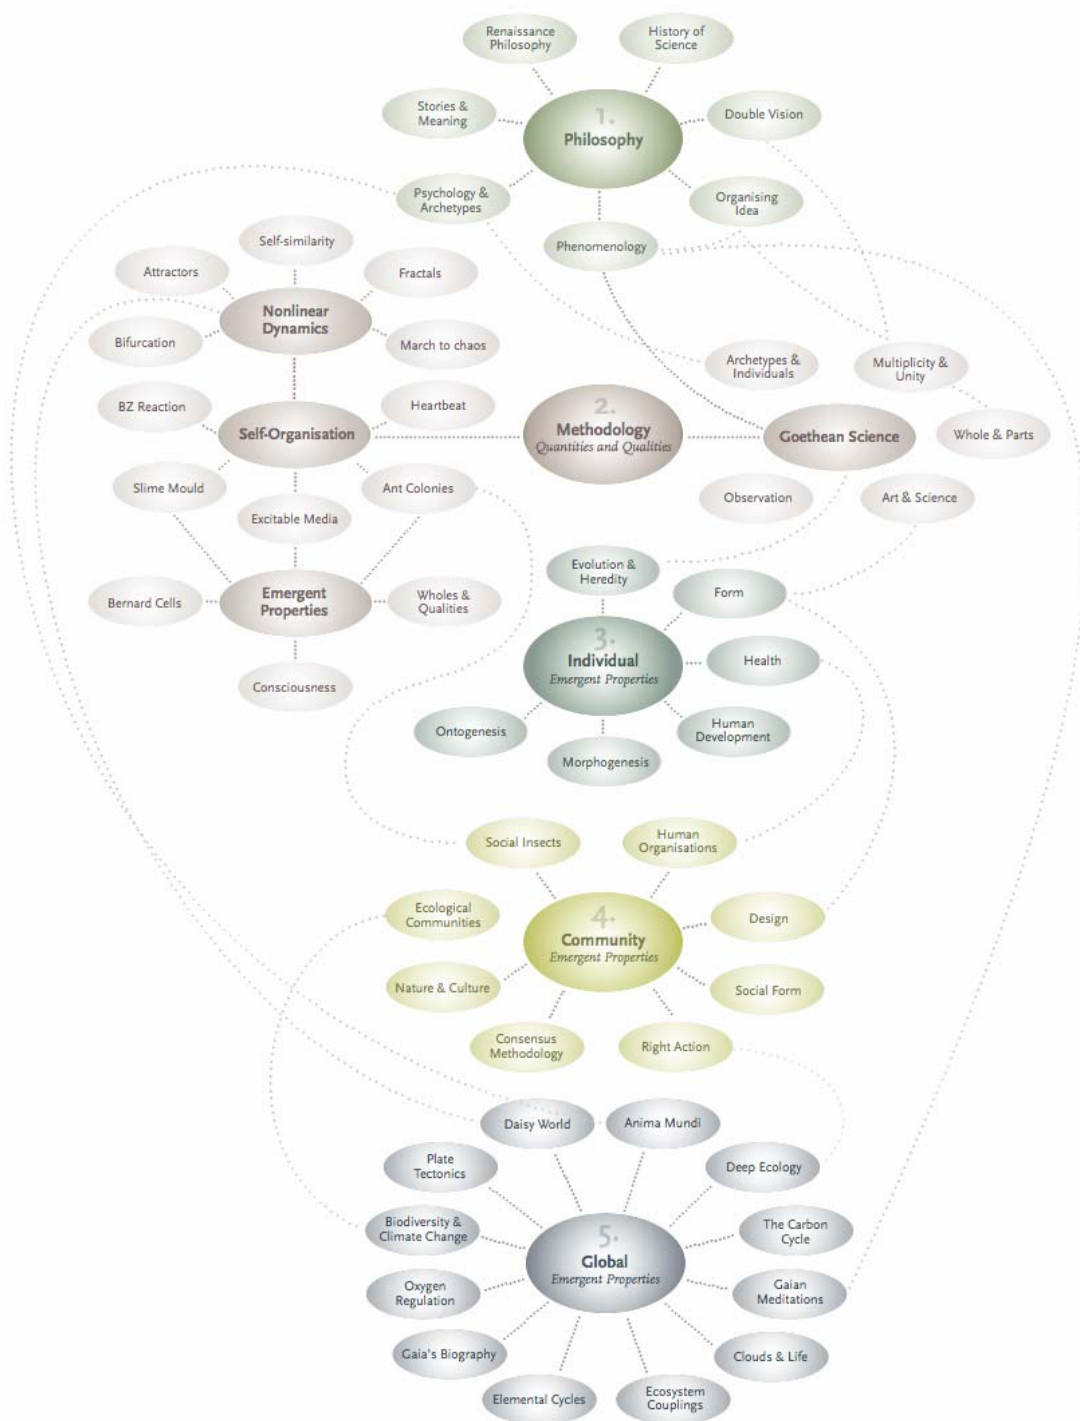 Renaissance
Philosophy
History of
Science
Stories &
Meaning
1.
Philosophy
Double Vision
Psychology &
Archetypes
Organising
Idea
Phenomenology
Self-similarity
Attractors
Fractals
Nonlinear
Dynamics
Bifurcation
March to chaos
Archetypes &
Individuals
Multiplicity &
Unity
BZ Reaction
Heartbeat
Self-Organisation
2.
Methodology
Quantities and Qualities
Goethean Science
Whole & Parts
Slime Mould
Ant Colonies
Observation
Art & Science
Excitable Media
Evolution &
Heredity
Form
Bernard Cells
Emergent
Properties
Wholes &
Qualities
3.
Individual
Emergent Properties
Health
Consciousness
Ontogenesis
Human
Development
Morphogenesis
Social Insects
Human
Organisations
Ecological
Communities
4.
Community
Emergent Properties
Design
Nature & Culture
Social Form
Consensus
Methodology
Right Action
Daisy World
Anima Mundi
Plate
Tectonics
Deep Ecology
Biodiversity &
Climate Change
The Carbon
Cycle
5.
Global
Emergent Properties
Oxygen
Regulation
Gaian
Meditations
Gaia's Biography
Clouds & Life
Elemental Cycles
Ecosystem
Couplings